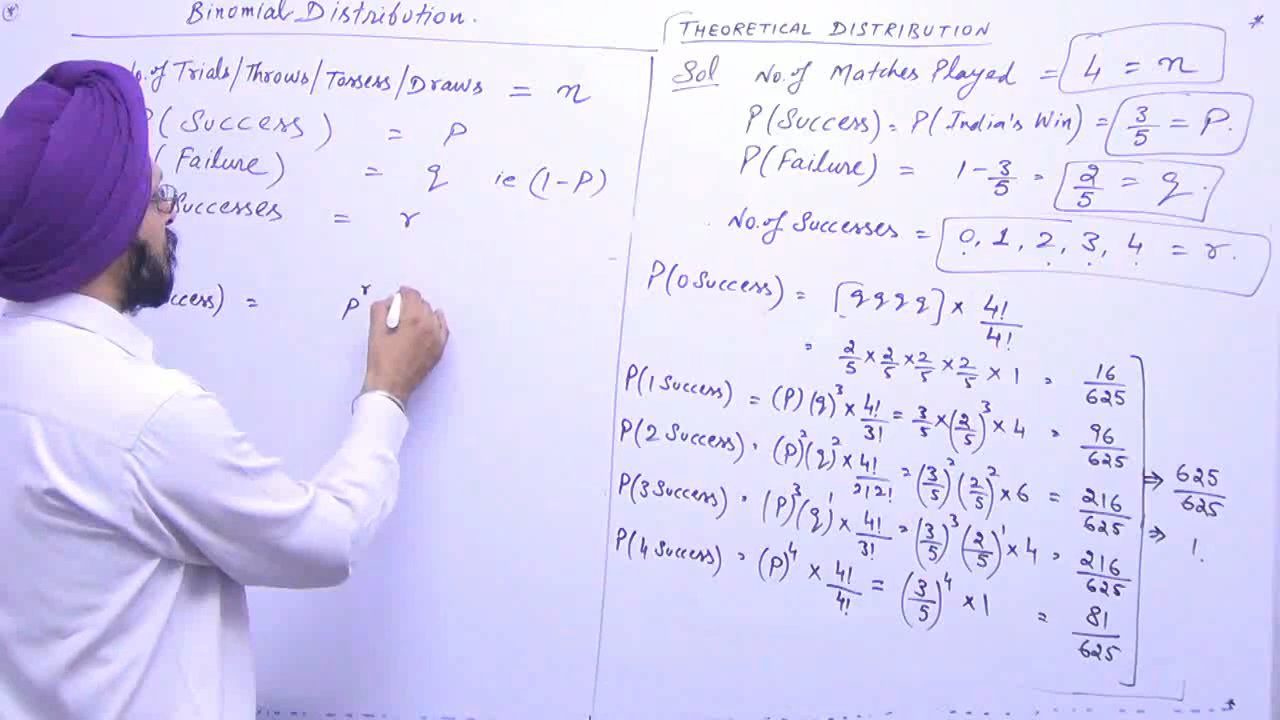 Binomial Distribution.
No. of Trials/Throws/Tosses/Draws = n
P(Success) = p
(Failure) = q ie (1-P)
Successes = r
ccess) = p^r
THEORETICAL DISTRIBUTION
Sol No. of Matches Played = 4 = n
P(Success) = P(India's Win) = 3/5 = P.
P(Failure) = 1 - 3/5 = 2/5 = q.
No. of Successes = 0, 1, 2, 3, 4 = r.
P(0 Success) = [q q q q] × 4!/4!
= 2/5 × 2/5 × 2/5 × 2/5 × 1 = 16/625
P(1 Success) = (P)(q)^3 × 4!/3! = 3/5 × (2/5)^3 × 4 = 96/625
P(2 Success) = (P)^2 (q)^2 × 4!/2!2! = (3/5)^2 (2/5)^2 × 6 = 216/625 ⇒ 625/625
P(3 Success) = (P)^3 (q)^1 × 4!/3! = (3/5)^3 (2/5)^1 × 4 = 216/625 ⇒ 1.
P(4 Success) = (P)^4 × 4!/4! = (3/5)^4 × 1 = 81/625